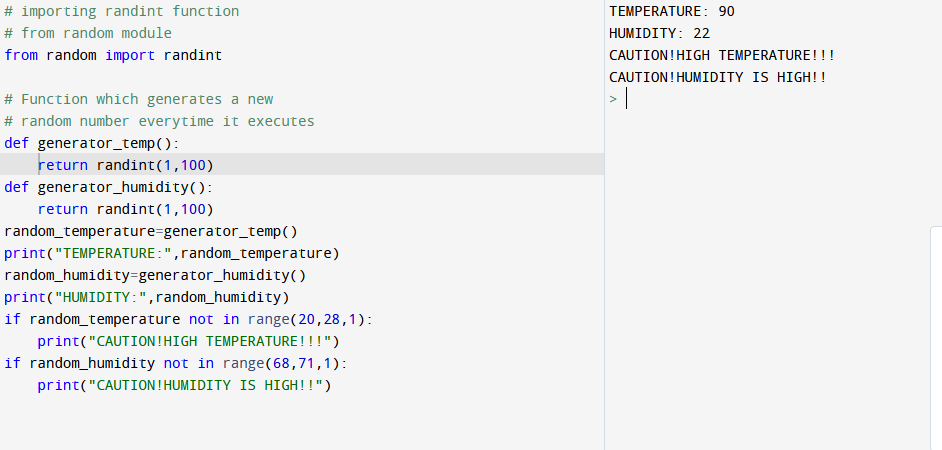 # importing randint function
# from random module
from random import randint

# Function which generates a new
# random number everytime it executes
def generator_temp():
    return randint(1,100)
def generator_humidity():
    return randint(1,100)
random_temperature=generator_temp()
print("TEMPERATURE:",random_temperature)
random_humidity=generator_humidity()
print("HUMIDITY:",random_humidity)
if random_temperature not in range(20,28,1):
    print("CAUTION!HIGH TEMPERATURE!!!")
if random_humidity not in range(68,71,1):
    print("CAUTION!HUMIDITY IS HIGH!!")
TEMPERATURE: 90
HUMIDITY: 22
CAUTION!HIGH TEMPERATURE!!!
CAUTION!HUMIDITY IS HIGH!!
>